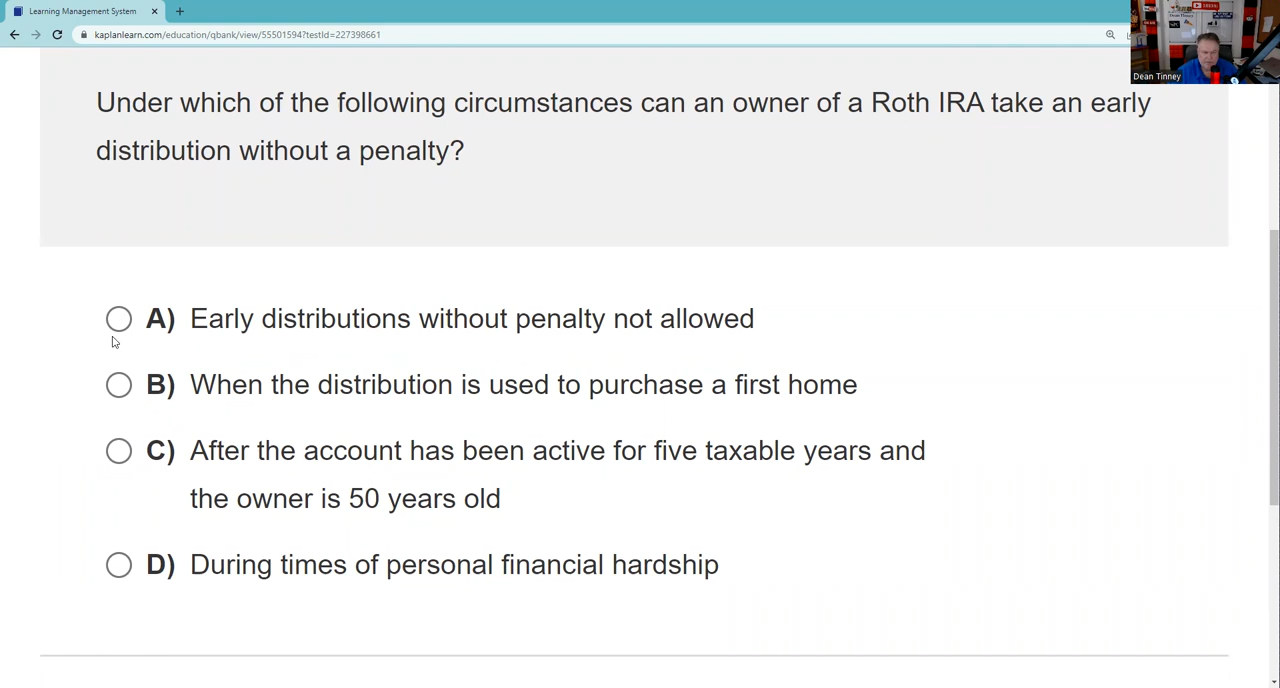 Learning Management System
kaplanlearn.com/education/qbank/view/55501594?testId=227398661
Dean Tinney
Under which of the following circumstances can an owner of a Roth IRA take an early
distribution without a penalty?
A) Early distributions without penalty not allowed
B) When the distribution is used to purchase a first home
C) After the account has been active for five taxable years and
the owner is 50 years old
D) During times of personal financial hardship